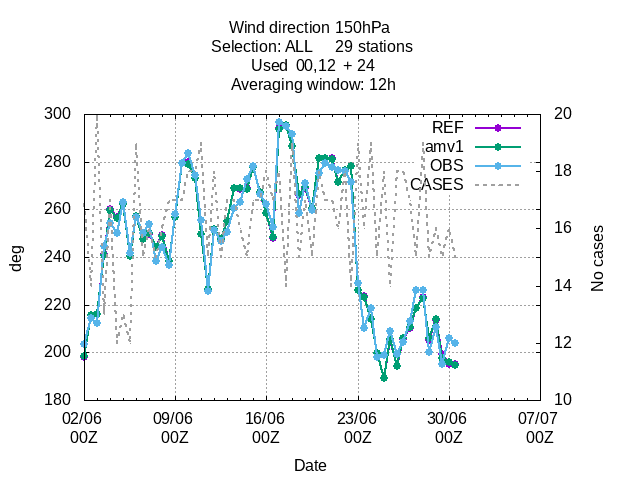 Wind direction 150hPa
Selection: ALL 29 stations
Used 00,12 + 24
Averaging window: 12h
300
280
260
240
220
200
180
deg
20
18
16
14
12
10
No cases
REF
amv1
OBS
CASES
02/06 09/06 16/06 23/06 30/06 07/07
00Z 00Z 00Z 00Z 00Z 00Z
Date